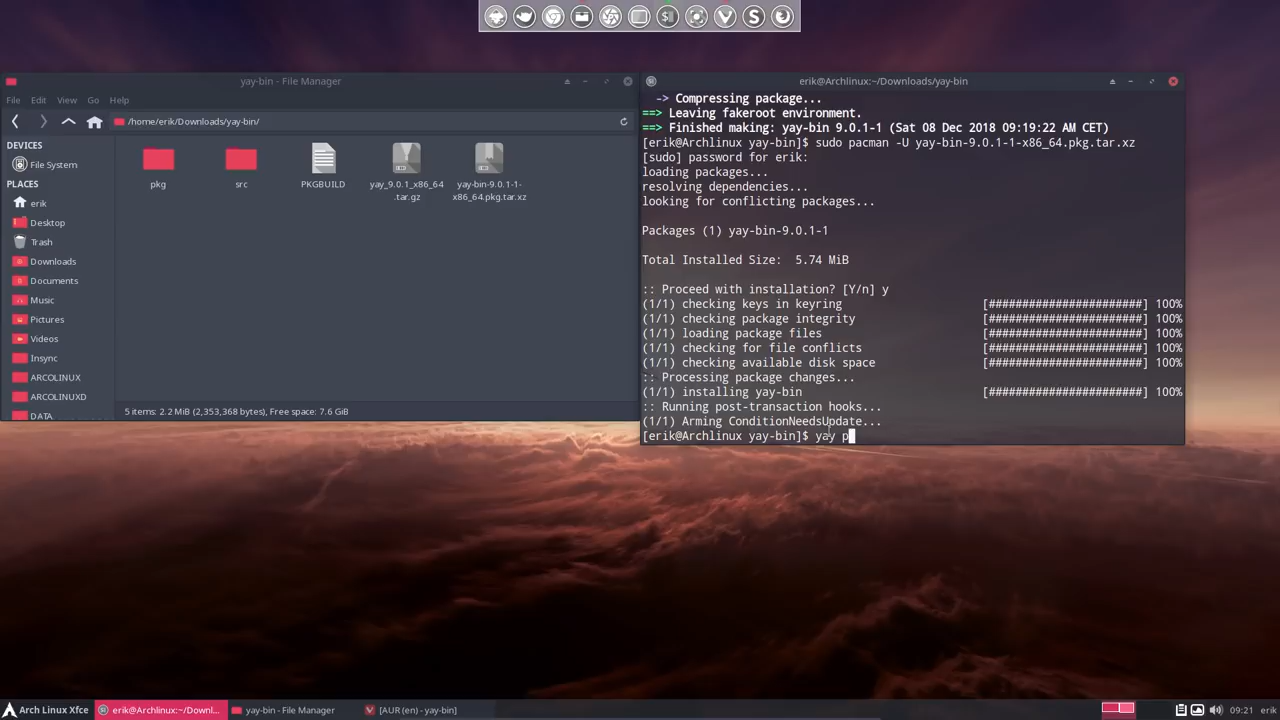 yay-bin - File Manager
File Edit View Go Help
/home/erik/Downloads/yay-bin/
DEVICES
File System
PLACES
erik
Desktop
Trash
Downloads
Documents
Music
Pictures
Videos
Insync
ARCOLINUX
ARCOLINUXD
DATA
pkg
src
PKGBUILD
yay_9.0.1_x86_64
.tar.gz
yay-bin-9.0.1-1-
x86_64.pkg.tar.xz
5 items: 2.2 MiB (2,353,368 bytes), Free space: 7.6 GiB
erik@Archlinux:~/Downloads/yay-bin
-> Compressing package...
==> Leaving fakeroot environment.
==> Finished making: yay-bin 9.0.1-1 (Sat 08 Dec 2018 09:19:22 AM CET)
[erik@Archlinux yay-bin]$ sudo pacman -U yay-bin-9.0.1-1-x86_64.pkg.tar.xz
[sudo] password for erik:
loading packages...
resolving dependencies...
looking for conflicting packages...
Packages (1) yay-bin-9.0.1-1
Total Installed Size:  5.74 MiB
:: Proceed with installation? [Y/n] y
(1/1) checking keys in keyring [#######################] 100%
(1/1) checking package integrity [#######################] 100%
(1/1) loading package files [#######################] 100%
(1/1) checking for file conflicts [#######################] 100%
(1/1) checking available disk space [#######################] 100%
:: Processing package changes...
(1/1) installing yay-bin [#######################] 100%
:: Running post-transaction hooks...
(1/1) Arming ConditionNeedsUpdate...
[erik@Archlinux yay-bin]$ yay p
Arch Linux Xfce
erik@Archlinux:~/Downl...
yay-bin - File Manager
[AUR (en) - yay-bin]
09:21 erik